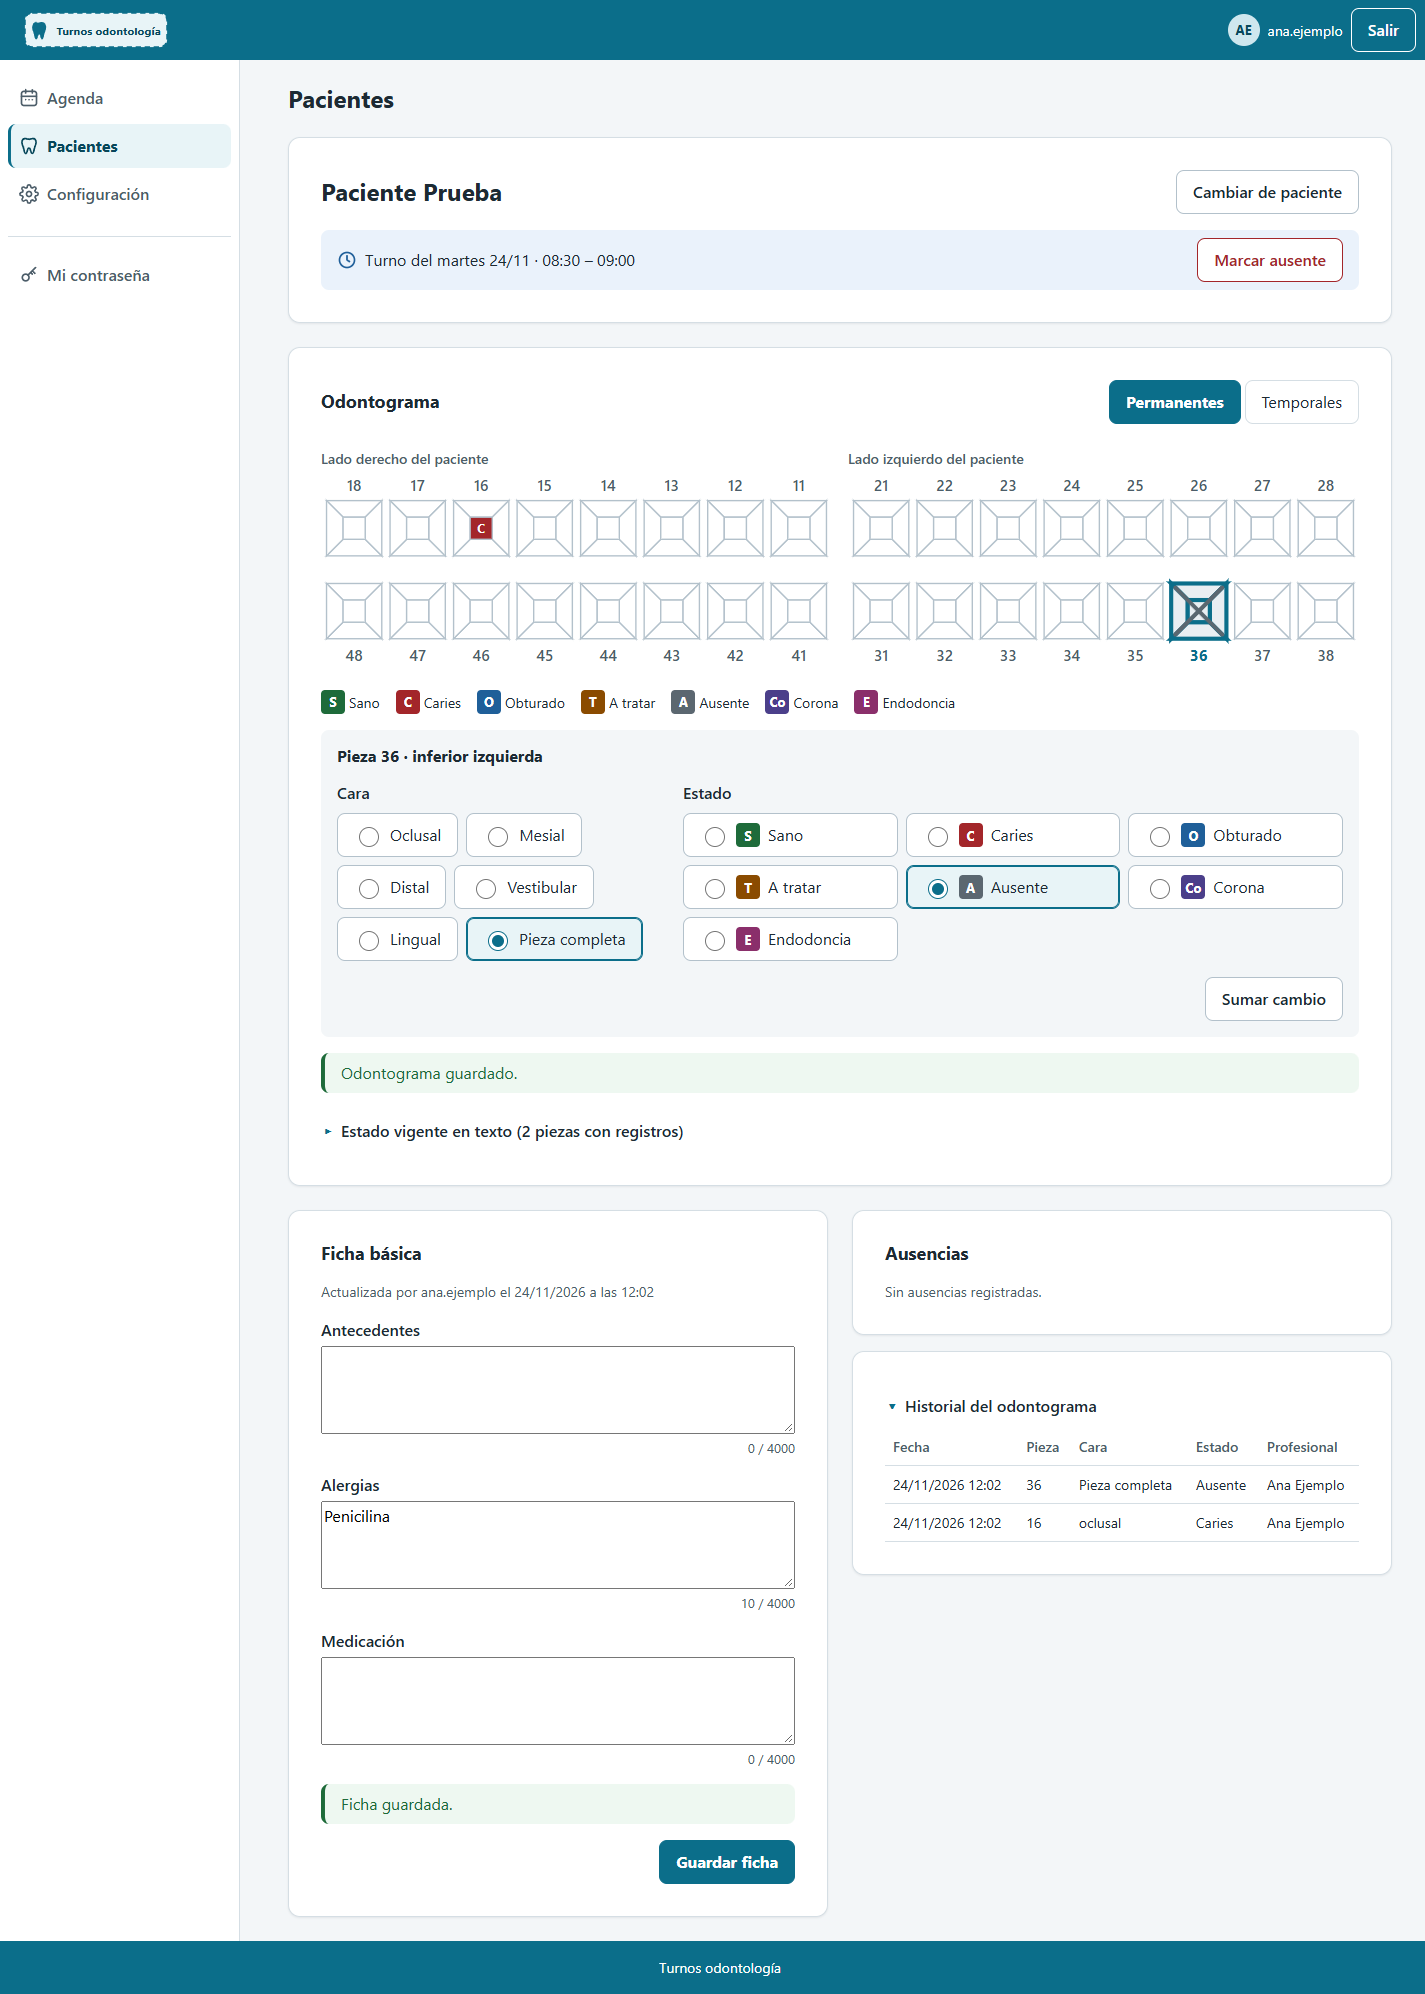 Turnos odontología
AE ana.ejemplo Salir
Agenda
Pacientes
Configuración
Mi contraseña
Pacientes
Paciente Prueba
Cambiar de paciente
Turno del martes 24/11 · 08:30 – 09:00
Marcar ausente
Odontograma
Permanentes Temporales
Lado derecho del paciente
Lado izquierdo del paciente
18 17 16 15 14 13 12 11 21 22 23 24 25 26 27 28
C
48 47 46 45 44 43 42 41 31 32 33 34 35 36 37 38
S Sano C Caries O Obturado T A tratar A Ausente Co Corona E Endodoncia
Pieza 36 · inferior izquierda
Cara
Oclusal Mesial
Distal Vestibular
Lingual Pieza completa
Estado
S Sano C Caries O Obturado
T A tratar A Ausente Co Corona
E Endodoncia
Sumar cambio
Odontograma guardado.
Estado vigente en texto (2 piezas con registros)
Ficha básica
Actualizada por ana.ejemplo el 24/11/2026 a las 12:02
Antecedentes
0 / 4000
Alergias
Penicilina
10 / 4000
Medicación
0 / 4000
Ficha guardada.
Guardar ficha
Ausencias
Sin ausencias registradas.
Historial del odontograma
Fecha Pieza Cara Estado Profesional
24/11/2026 12:02 36 Pieza completa Ausente Ana Ejemplo
24/11/2026 12:02 16 oclusal Caries Ana Ejemplo
Turnos odontología